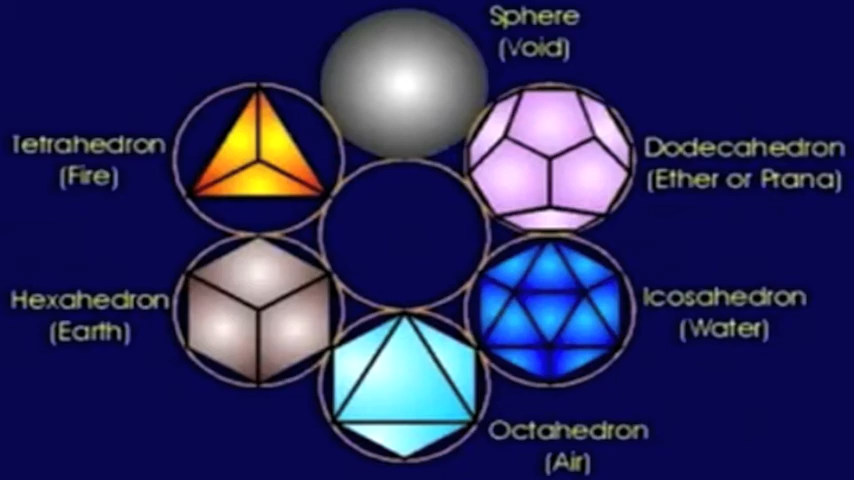 Sphere
(Void)
Tetrahedron
(Fire)
Dodecahedron
(Ether or Prana)
Hexahedron
(Earth)
Icosahedron
(Water)
Octahedron
(Air)